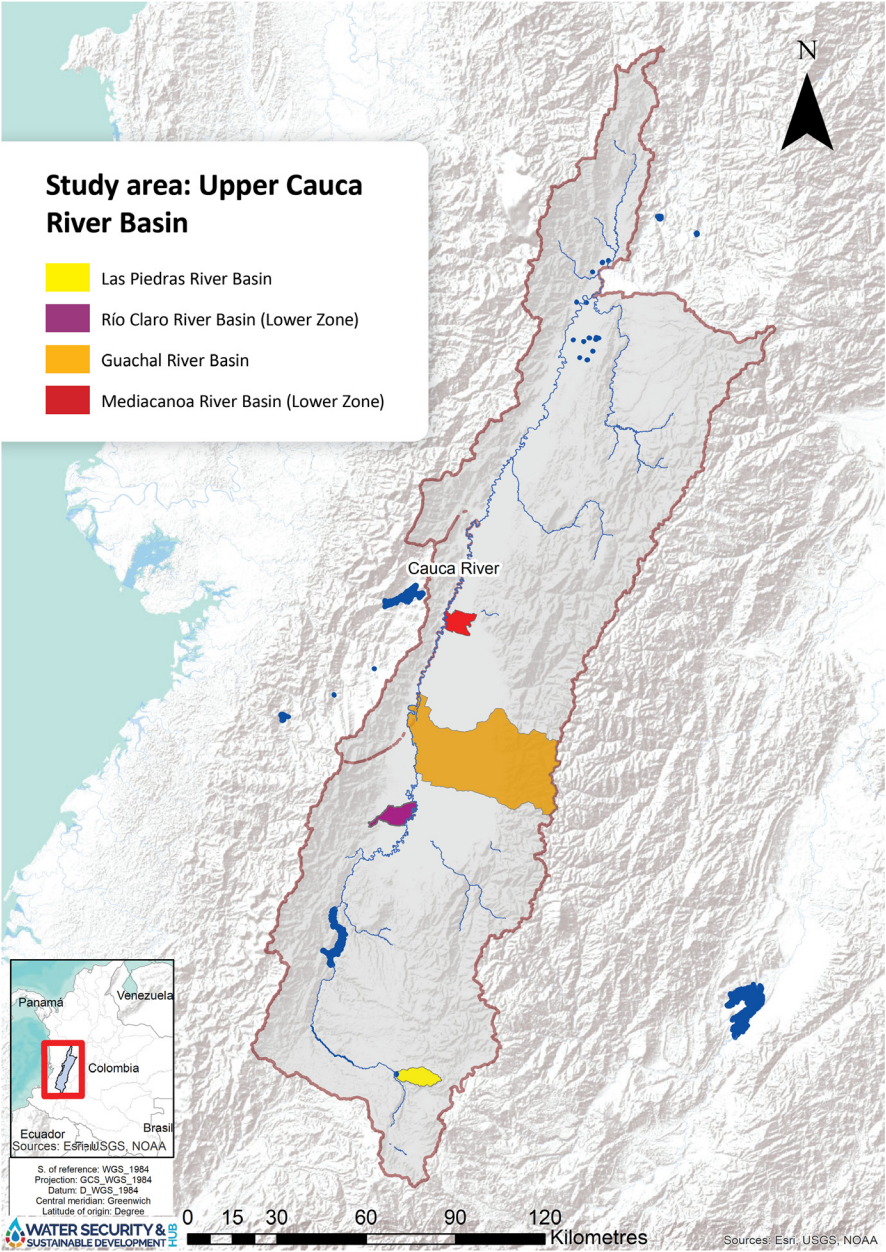 N
Study area: Upper Cauca
River Basin
Las Piedras River Basin
Río Claro River Basin (Lower Zone)
Guachal River Basin
Mediacanoa River Basin (Lower Zone)
Cauca River
Panamá
Venezuela
Colombia
Ecuador
Brasil
Sources: Esri, USGS, NOAA
S. of reference: WGS_1984
Projection: GCS_WGS_1984
Datum: D_WGS_1984
Central meridian: Greenwich
Latitude of origin: Degree
WATER SECURITY &
SUSTAINABLE DEVELOPMENT
HUB
0 15 30 60 90 120
Kilometres
Sources: Esri, USGS, NOAA